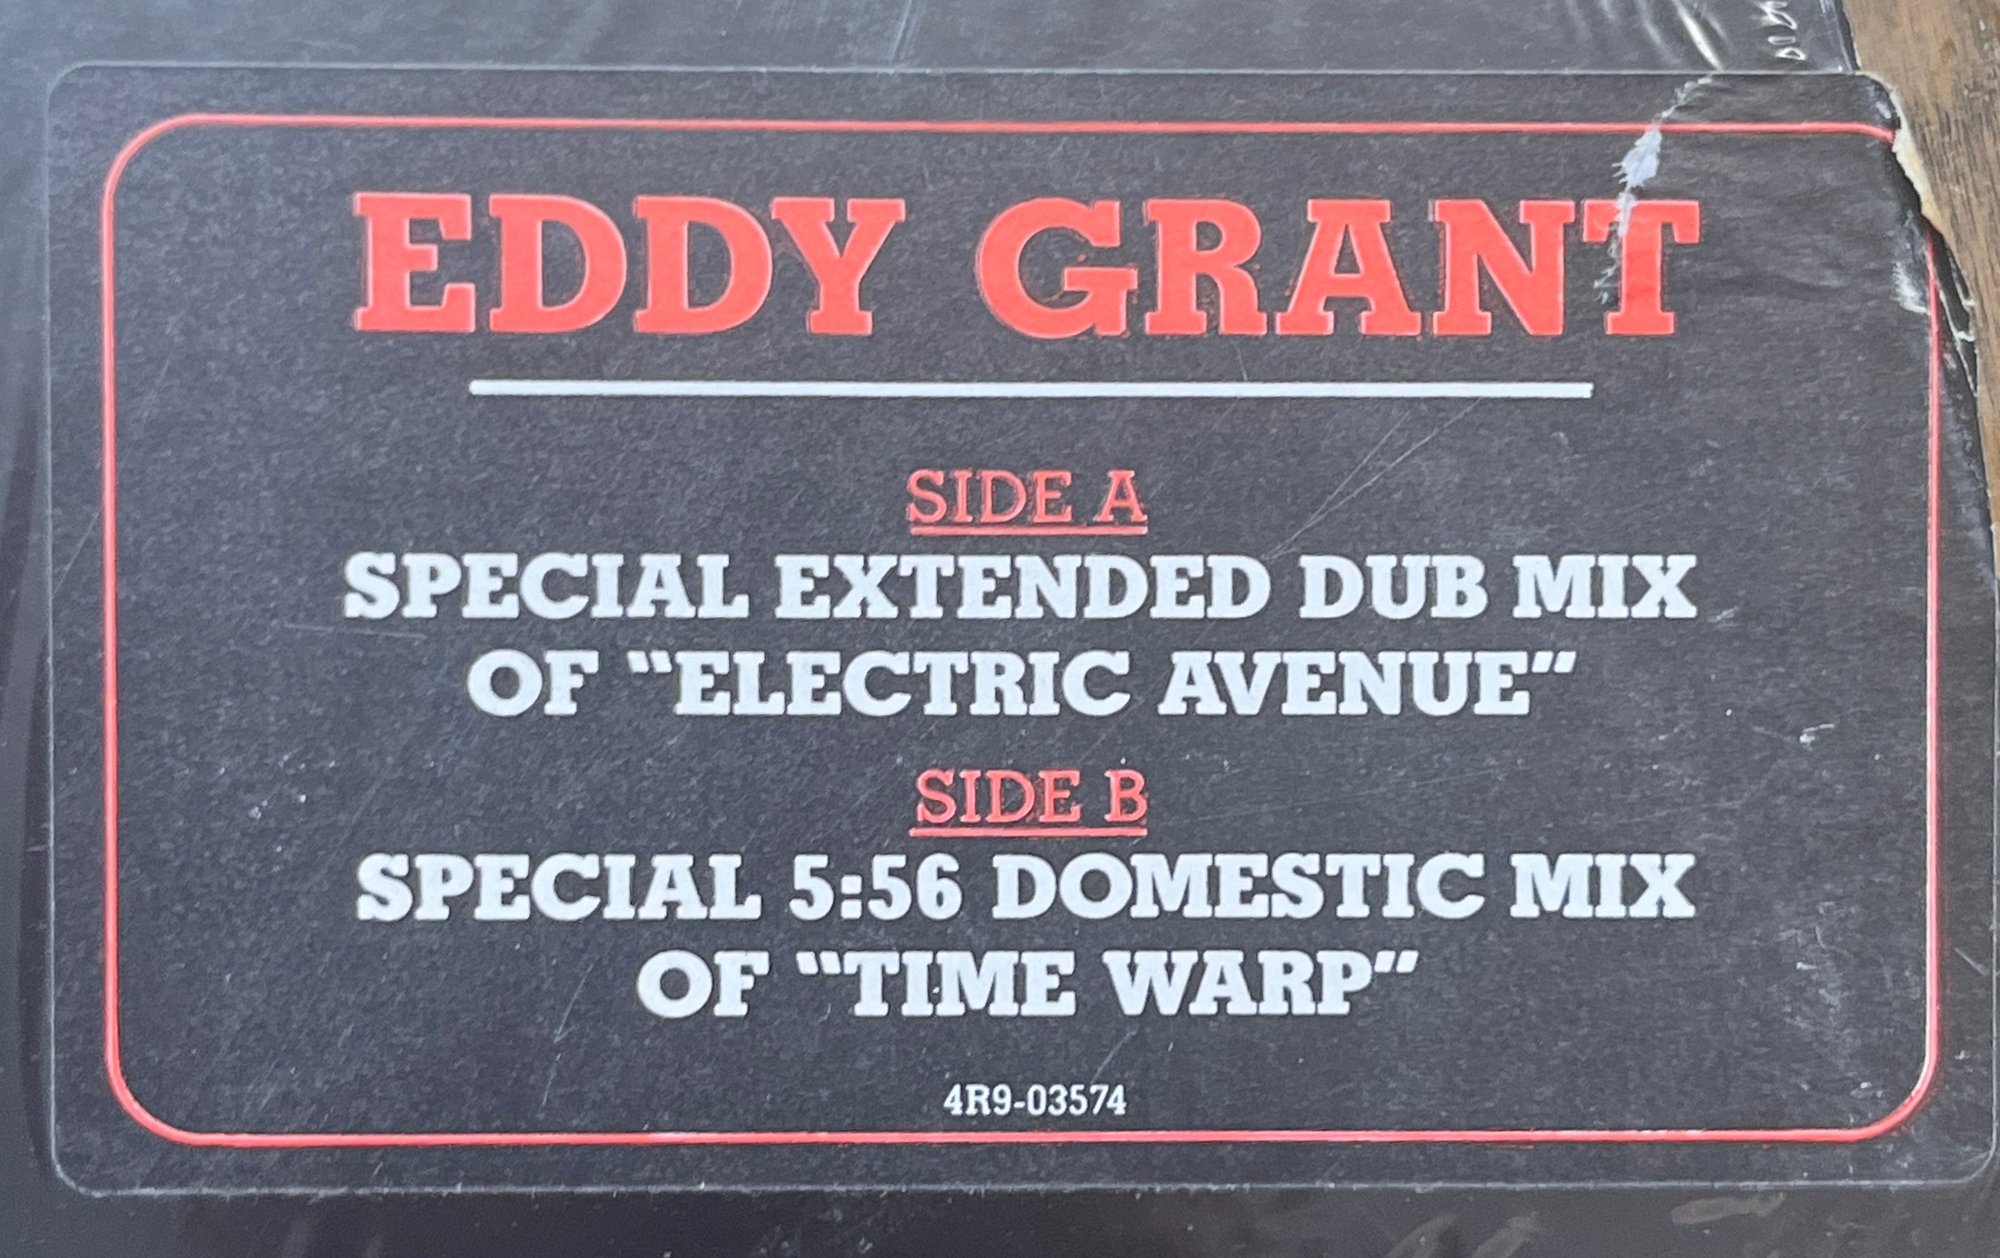 EDDY GRANT
SIDE A
SPECIAL EXTENDED DUB MIX
OF "ELECTRIC AVENUE"
SIDE B
SPECIAL 5:56 DOMESTIC MIX
OF "TIME WARP"
4R9-03574